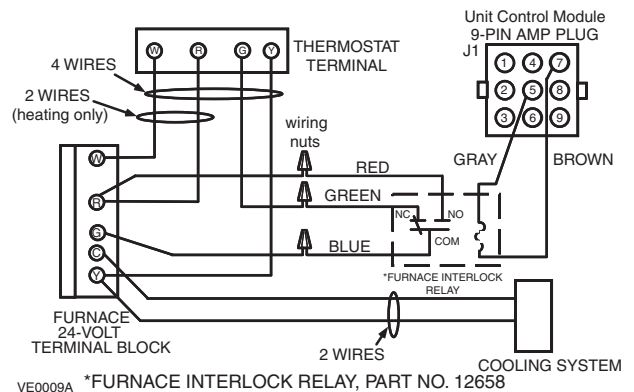 Unit Control Module
9-PIN AMP PLUG
J1
1 4 7
2 5 8
3 6 9
W R G Y
THERMOSTAT
TERMINAL
4 WIRES
2 WIRES
(heating only)
wiring
nuts
W
R
G
C
Y
RED
GREEN
BLUE
GRAY
BROWN
NC
NO
COM
*FURNACE INTERLOCK
RELAY
FURNACE
24-VOLT
TERMINAL BLOCK
2 WIRES
COOLING SYSTEM
VE0009A *FURNACE INTERLOCK RELAY, PART NO. 12658